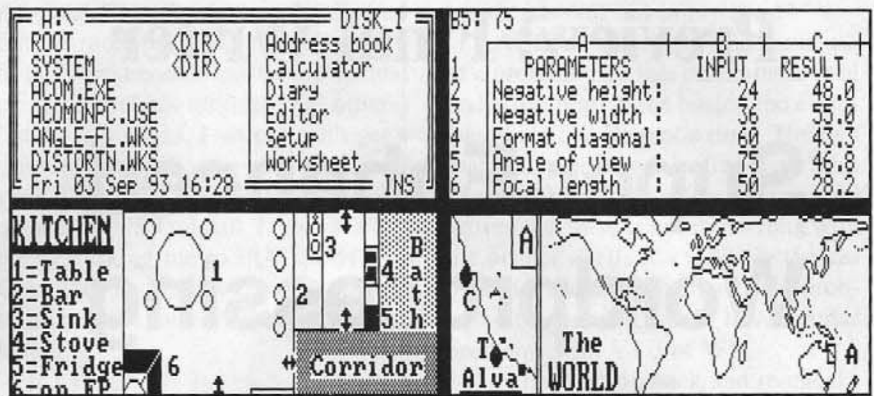 A:\ DISK 1
ROOT <DIR> Address book
SYSTEM <DIR> Calculator
ACOM.EXE Diary
ACOMONPC.USE Editor
ANGLE-FL.WKS Setup
DISTORTN.WKS Worksheet
Fri 03 Sep 93 16:28 INS
B5: 75
A | B | C |
1 PARAMETERS INPUT RESULT
2 Negative height: 24 48.0
3 Negative width : 36 55.0
4 Format diagonal: 60 43.3
5 Angle of view : 75 46.8
6 Focal length : 50 28.2
KITCHEN
1=Table
2=Bar
3=Sink
4=Stove
5=Fridge
6=op FP
1
2
3
4
5
6
Bath
Corridor
A
C
T
Alva
The
WORLD
A